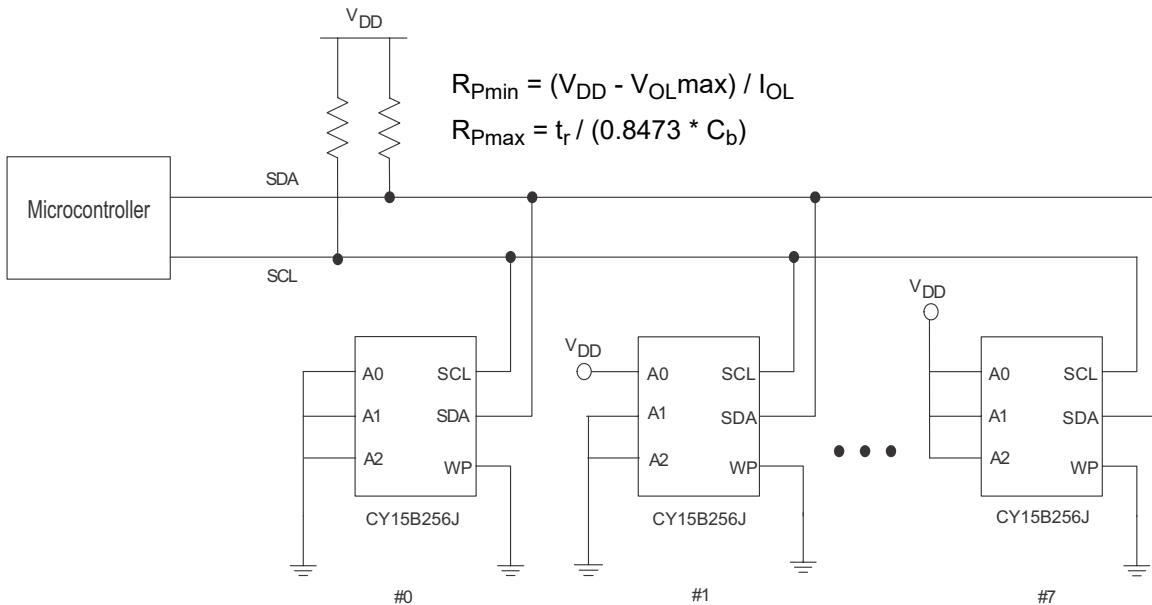 VDD
RPmin = (VDD - VOLmax) / IOL
RPmax = tr / (0.8473 * Cb)
SDA
Microcontroller
SCL
VDD
VDD
A0 SCL
A1 SDA
A2 WP
CY15B256J
A0 SCL
A1 SDA
A2 WP
CY15B256J
A0 SCL
A1 SDA
A2 WP
CY15B256J
#0 #1 #7